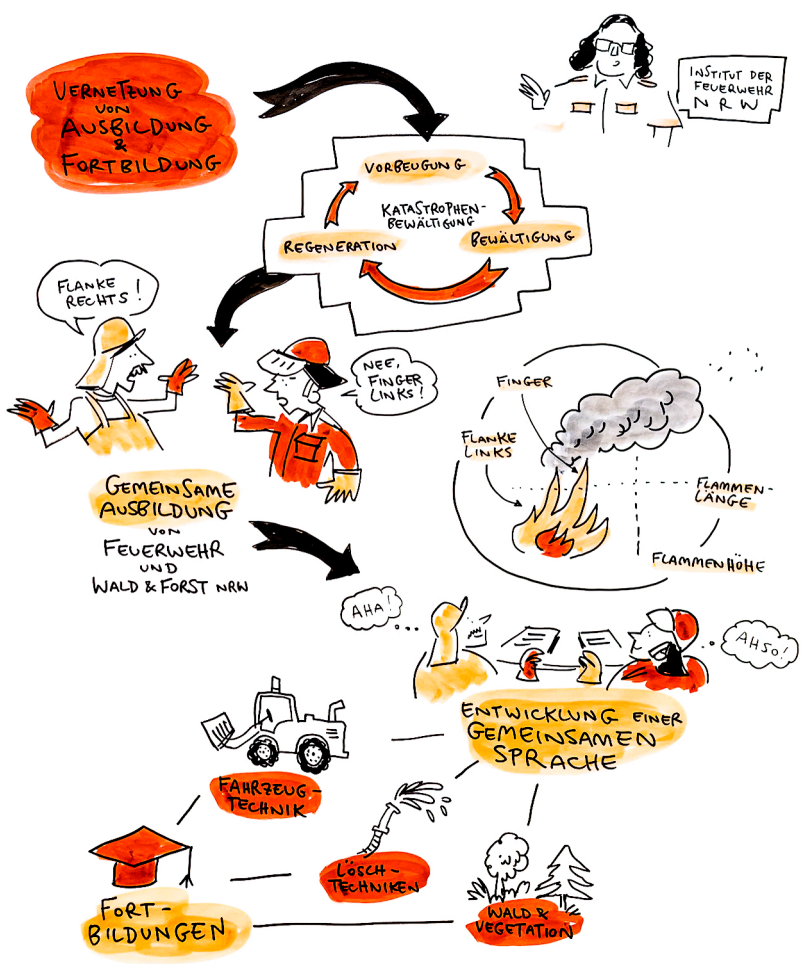 VERNETZUNG
VON
AUSBILDUNG
&
FORTBILDUNG
INSTITUT DER
FEUERWEHR
NRW
VORBEUGUNG
KATASTROPHEN-
BEWÄLTIGUNG
REGENERATION
BEWÄLTIGUNG
FLANKE
RECHTS!
NEE,
FINGER
LINKS!
FINGER
FLANKE
LINKS
FLAMMEN-
LÄNGE
FLAMMENHÖHE
GEMEINSAME
AUSBILDUNG
VON
FEUERWEHR
UND
WALD & FORST NRW
AHA!
AHSO!
ENTWICKLUNG EINER
GEMEINSAMEN
SPRACHE
FAHRZEUG-
TECHNIK
LÖSCH-
TECHNIKEN
WALD &
VEGETATION
FORT-
BILDUNGEN